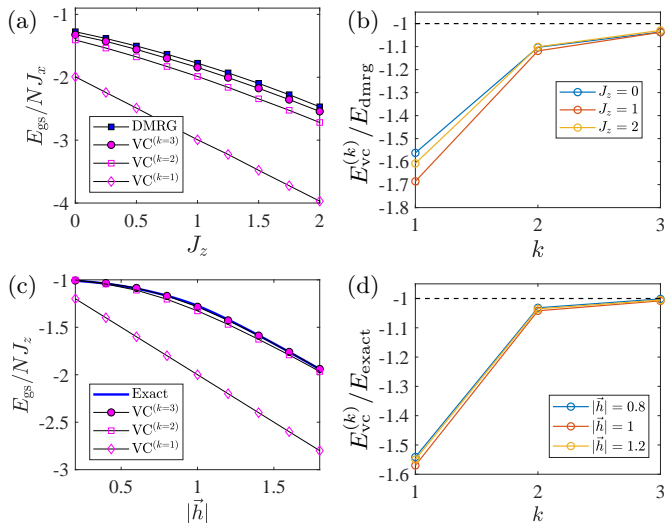 (a)
-1
-2
-3
-4
E_gs/NJ_x
DMRG
VC^(k=3)
VC^(k=2)
VC^(k=1)
0 0.5 1 1.5 2
J_z
(b)
-1
-1.1
-1.2
-1.3
-1.4
-1.5
-1.6
-1.7
-1.8
E_vc^(k)/E_dmrg
J_z = 0
J_z = 1
J_z = 2
1 2 3
k
(c)
-1
-1.5
-2
-2.5
-3
E_gs/NJ_z
Exact
VC^(k=3)
VC^(k=2)
VC^(k=1)
0.5 1 1.5
|h⃗|
(d)
-1
-1.1
-1.2
-1.3
-1.4
-1.5
-1.6
E_vc^(k)/E_exact
|h⃗| = 0.8
|h⃗| = 1
|h⃗| = 1.2
1 2 3
k